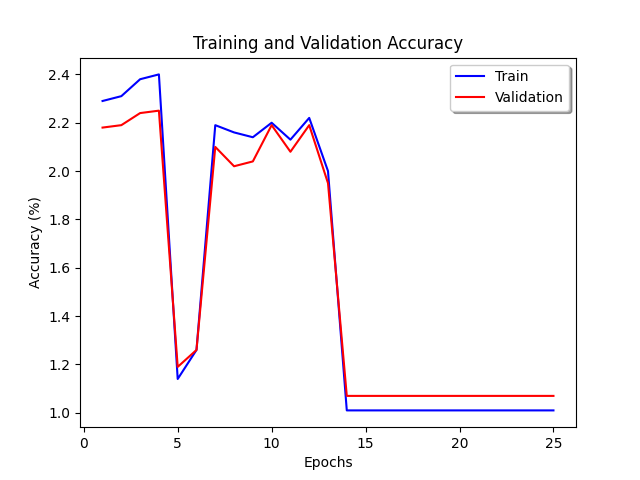 Training and Validation Accuracy
Train
Validation
2.4
2.2
2.0
1.8
1.6
1.4
1.2
1.0
Accuracy (%)
0 5 10 15 20 25
Epochs